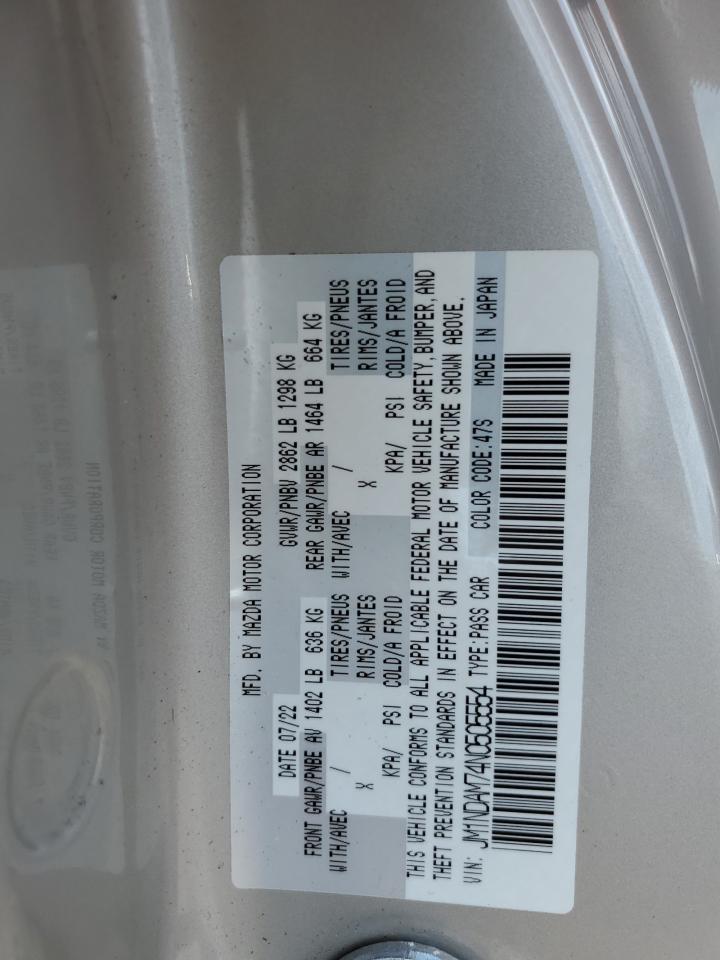 MFD. BY MAZDA MOTOR CORPORATION
DATE 07/22 GVWR/PNBV 2862 LB 1298 KG
FRONT GAWR/PNBE AV 1402 LB 636 KG REAR GAWR/PNBE AR 1464 LB 664 KG
WITH/AVEC / TIRES/PNEUS WITH/AVEC / TIRES/PNEUS
X RIMS/JANTES X RIMS/JANTES
KPA/ PSI COLD/A FROID KPA/ PSI COLD/A FROID
THIS VEHICLE CONFORMS TO ALL APPLICABLE FEDERAL MOTOR VEHICLE SAFETY, BUMPER, AND
THEFT PREVENTION STANDARDS IN EFFECT ON THE DATE OF MANUFACTURE SHOWN ABOVE.
VIN: JM1NDAM74N0505554 TYPE:PASS CAR COLOR CODE:47S MADE IN JAPAN